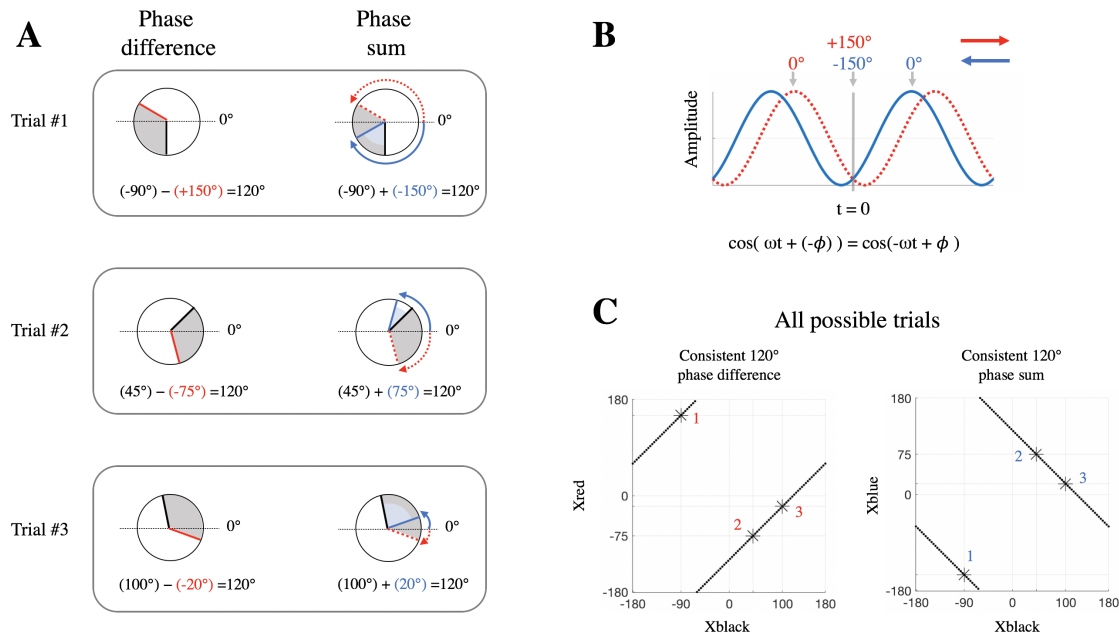 A
Phase
difference
Phase
sum
Trial #1
0°
0°
(-90°) − (+150°) =120°
(-90°) + (-150°) =120°
Trial #2
0°
0°
(45°) − (-75°) =120°
(45°) + (75°) =120°
Trial #3
0°
0°
(100°) − (-20°) =120°
(100°) + (20°) =120°
B
+150°
0° -150° 0°
Amplitude
t = 0
cos( ωt + (-ϕ) ) = cos(-ωt + ϕ )
C
All possible trials
Consistent 120°
phase difference
Xred
180
0
-75
-180
-180 -90 0 100 180
Xblack
1
2
3
Consistent 120°
phase sum
Xblue
180
75
0
-180
-180 -90 0 100 180
Xblack
2
3
1